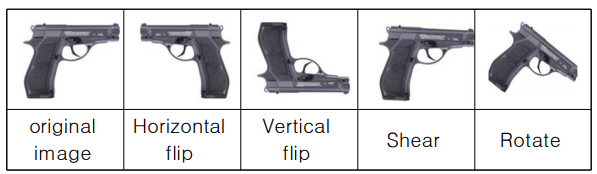 original
image
Horizontal
flip
Vertical
flip
Shear
Rotate